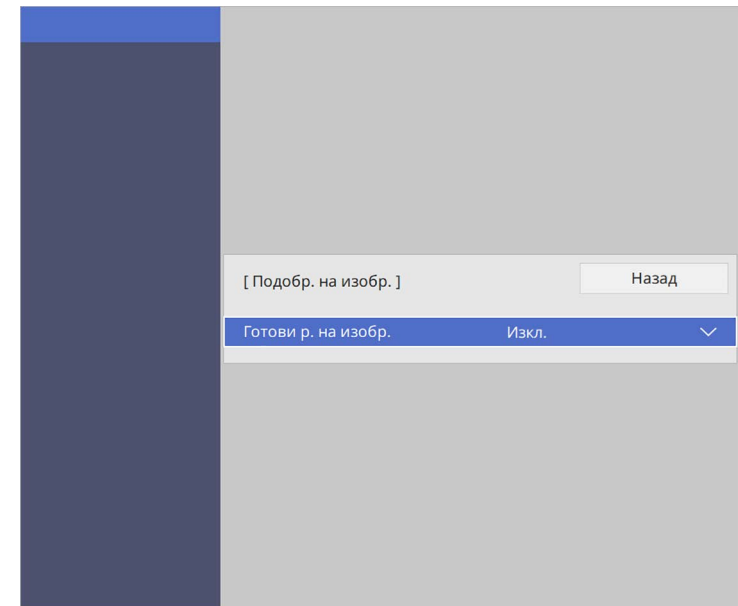 [ Подобр. на изобр. ]
Назад
Готови р. на изобр.
Изкл.